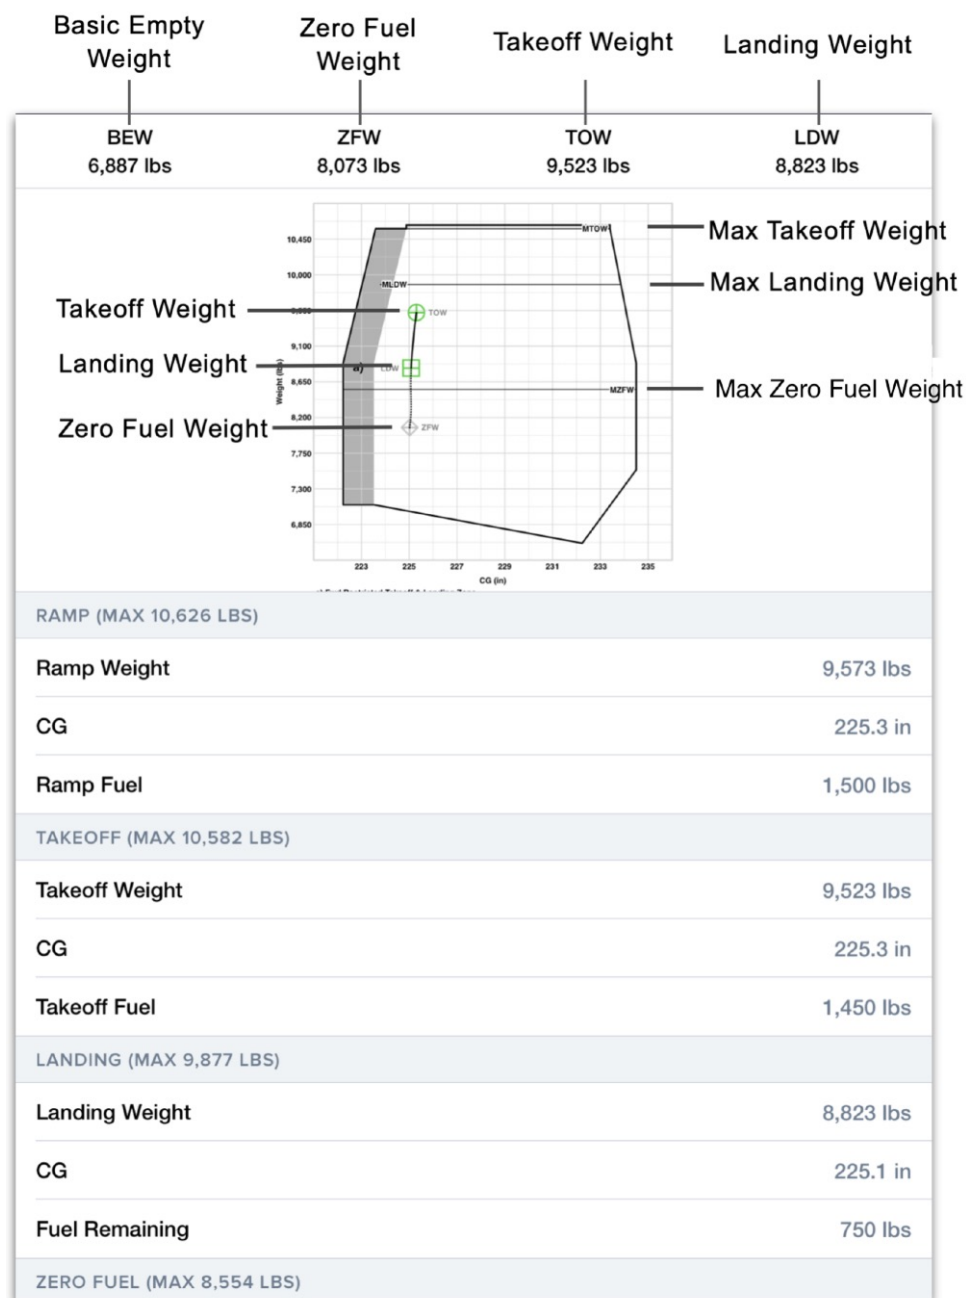 Basic Empty
Weight
Zero Fuel
Weight
Takeoff Weight
Landing Weight
BEW
6,887 lbs
ZFW
8,073 lbs
TOW
9,523 lbs
LDW
8,823 lbs
10,450
10,000
9,100
8,650
8,200
7,750
7,300
6,850
Weight (lbs)
MTOW
MLDW
TOW
a)
LDW
MZFW
ZFW
Max Takeoff Weight
Max Landing Weight
Takeoff Weight
Landing Weight
Max Zero Fuel Weight
Zero Fuel Weight
223 225 227 229 231 233 235
CG (in)
RAMP (MAX 10,626 LBS)
Ramp Weight 9,573 lbs
CG 225.3 in
Ramp Fuel 1,500 lbs
TAKEOFF (MAX 10,582 LBS)
Takeoff Weight 9,523 lbs
CG 225.3 in
Takeoff Fuel 1,450 lbs
LANDING (MAX 9,877 LBS)
Landing Weight 8,823 lbs
CG 225.1 in
Fuel Remaining 750 lbs
ZERO FUEL (MAX 8,554 LBS)